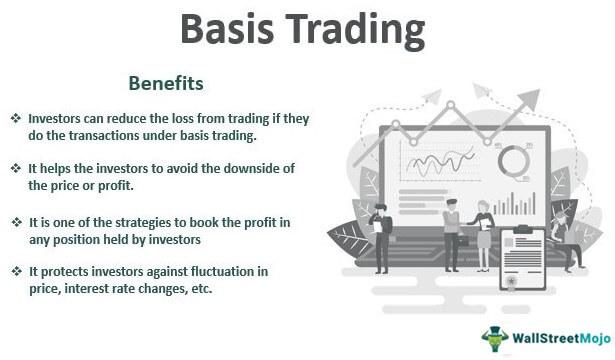 Basis Trading
Benefits
❖ Investors can reduce the loss from trading if they
do the transactions under basis trading.
❖ It helps the investors to avoid the downside of
the price or profit.
❖ It is one of the strategies to book the profit in
any position held by investors
❖ It protects investors against fluctuation in
price, interest rate changes, etc.
WallStreetMojo